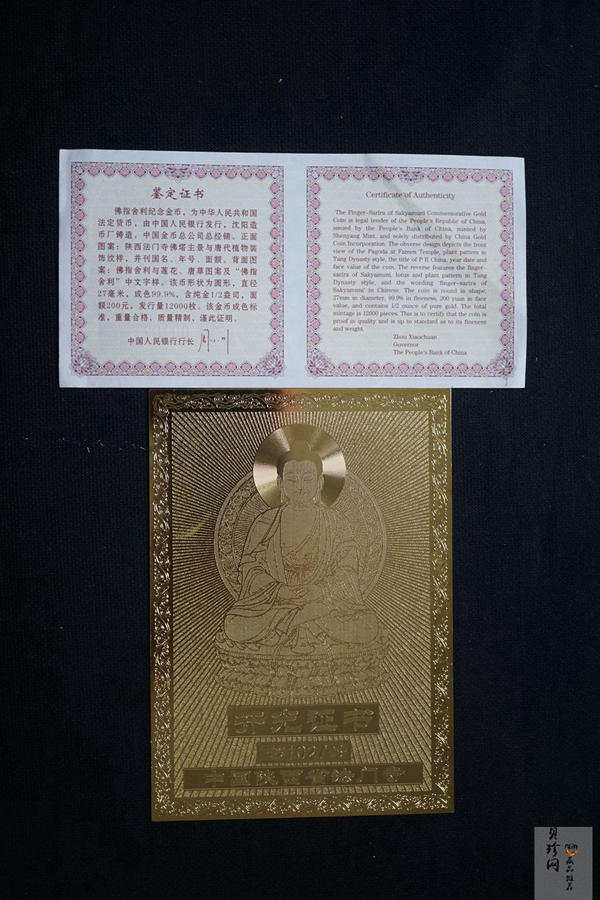 鉴定证书
佛指舍利纪念金币，为中华人民共和国
法定货币，由中国人民银行发行，沈阳造
币厂铸造，中国金币总公司总经销。正面
图案：陕西法门寺佛塔主景与唐代植物装
饰纹样，并刊国名、年号、面额。背面图
案：佛指舍利与莲花、唐草图案及“佛指
舍利”中文字样。该币形状为圆形，直径
27毫米，成色99.9%，含纯金1/2盎司，面
额200元，发行量12000枚。该金币成色标
准，重量合格，质量精制，谨此证明。
中国人民银行行长
Certificate of Authenticity
The Finger-Sarira of Sakyamuni Commemorative Gold
Coin is legal tender of the People's Republic of China,
issued by the People's Bank of China, minted by
Shenyang Mint, and solely distributed by China Gold
Coin Incorporation. The obverse design depicts the front
view of the Pagoda at Famen Temple, plant pattern in
Tang Dynasty style, the title of P R China, year date and
face value of the coin. The reverse features the finger-
sarira of Sakyamuni, lotus and plant pattern in Tang
Dynasty style, and the wording 'finger-sarira of
Sakyamuni' in Chinese. The coin is round in shape,
27mm in diameter, 99.9% in fineness, 200 yuan in face
value, and contains 1/2 ounce of pure gold. The total
mintage is 12000 pieces. This is to certify that the coin is
proof in quality and is up to standard as to its fineness
and weight.
Zhou Xiaochuan
Governor
The People's Bank of China
开光证书
中国陕西省法门寺
贝珍网
藏品推荐